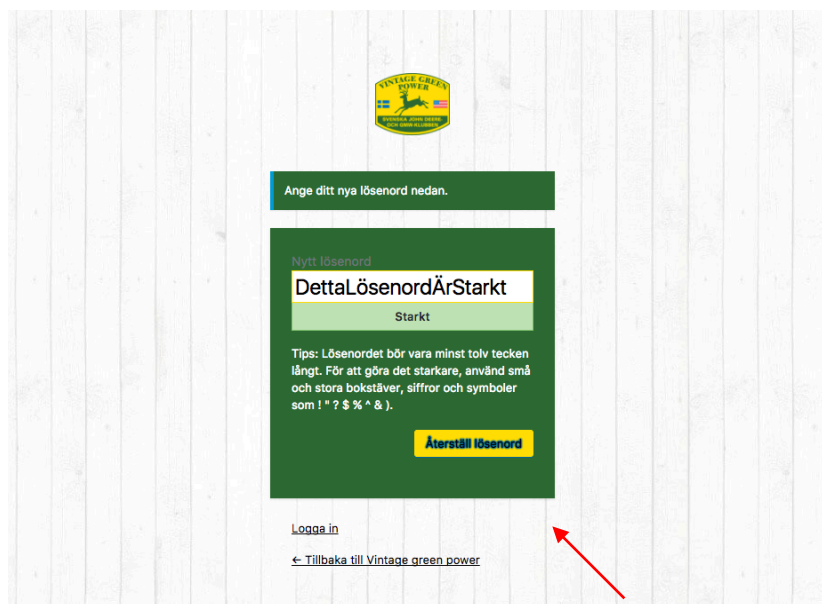 VINTAGE GREEN
POWER
SVENSKA JOHN DEERE-
OCH GMW KLUBBEN
Ange ditt nya lösenord nedan.
Nytt lösenord
DettaLösenordÄrStarkt
Starkt
Tips: Lösenordet bör vara minst tolv tecken
långt. För att göra det starkare, använd små
och stora bokstäver, siffror och symboler
som ! " ? $ % ^ & ).
Återställ lösenord
Logga in
← Tillbaka till Vintage green power